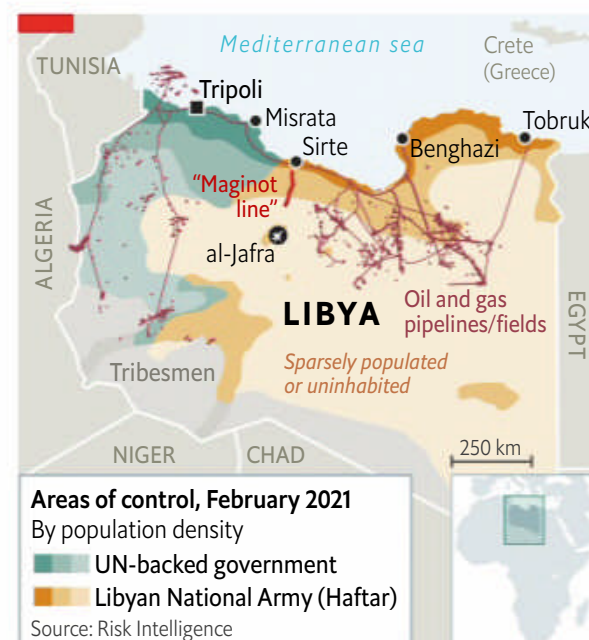 Mediterranean sea
Crete
(Greece)
TUNISIA
Tripoli
Misrata
Sirte
Benghazi
Tobruk
"Maginot
line"
ALGERIA
al-Jafra
LIBYA
Oil and gas
pipelines/fields
EGYPT
Sparsely populated
or uninhabited
Tribesmen
NIGER
CHAD
250 km
Areas of control, February 2021
By population density
UN-backed government
Libyan National Army (Haftar)
Source: Risk Intelligence